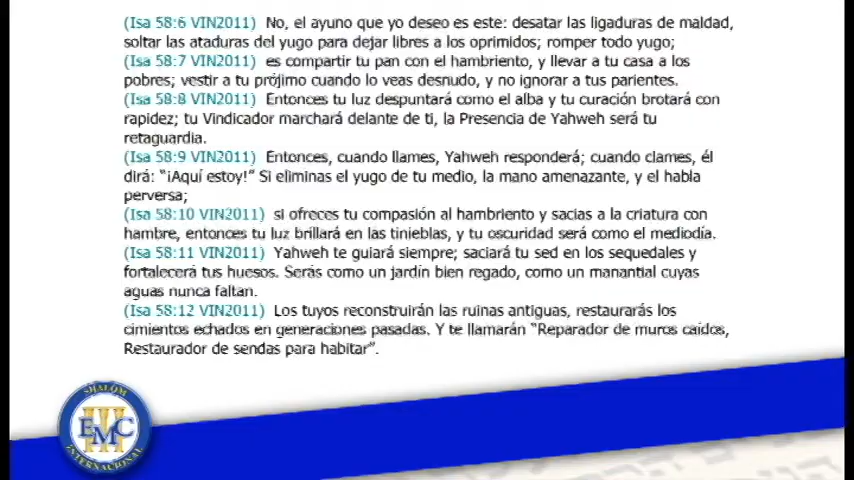 (Isa 58:6 VIN2011) No, el ayuno que yo deseo es este: desatar las ligaduras de maldad,
soltar las ataduras del yugo para dejar libres a los oprimidos; romper todo yugo;
(Isa 58:7 VIN2011) es compartir tu pan con el hambriento, y llevar a tu casa a los
pobres; vestir a tu prójimo cuando lo veas desnudo, y no ignorar a tus parientes.
(Isa 58:8 VIN2011) Entonces tu luz despuntará como el alba y tu curación brotará con
rapidez; tu Vindicador marchará delante de ti, la Presencia de Yahweh será tu
retaguardia.
(Isa 58:9 VIN2011) Entonces, cuando llames, Yahweh responderá; cuando clames, él
dirá: “¡Aquí estoy!” Si eliminas el yugo de tu medio, la mano amenazante, y el habla
perversa;
(Isa 58:10 VIN2011) si ofreces tu compasión al hambriento y sacias a la criatura con
hambre, entonces tu luz brillará en las tinieblas, y tu oscuridad será como el mediodía.
(Isa 58:11 VIN2011) Yahweh te guiará siempre; saciará tu sed en los sequedales y
fortalecerá tus huesos. Serás como un jardín bien regado, como un manantial cuyas
aguas nunca faltan.
(Isa 58:12 VIN2011) Los tuyos reconstruirán las ruinas antiguas, restaurarás los
cimientos echados en generaciones pasadas. Y te llamarán “Reparador de muros caídos,
Restaurador de sendas para habitar”.
SHALOM
EMC
INTERNACIONAL